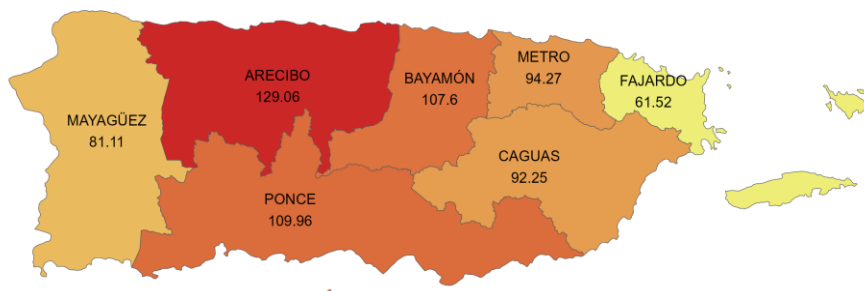 ARECIBO
129.06
BAYAMÓN
107.6
METRO
94.27
FAJARDO
61.52
MAYAGÜEZ
81.11
CAGUAS
92.25
PONCE
109.96